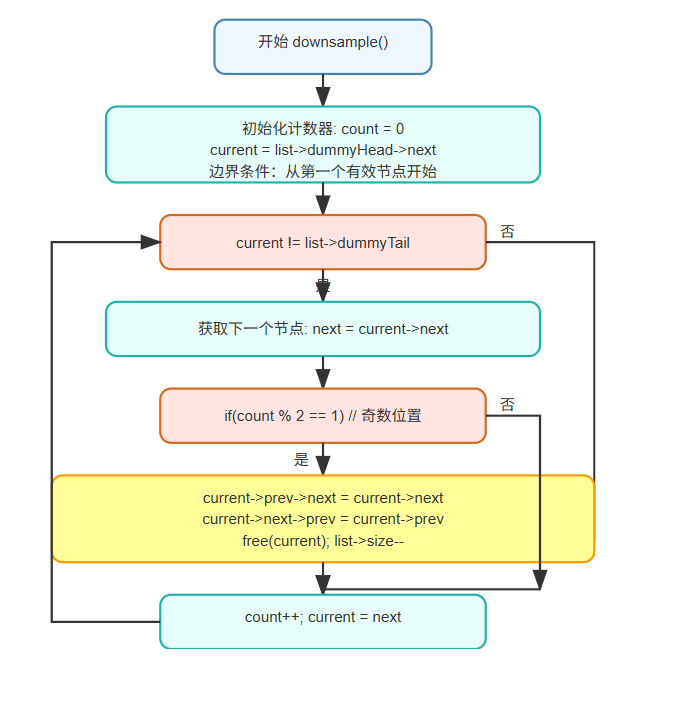 开始 downsample()
初始化计数器: count = 0
current = list->dummyHead->next
边界条件：从第一个有效节点开始
current != list->dummyTail
否
是
获取下一个节点: next = current->next
if(count % 2 == 1) // 奇数位置
否
是
current->prev->next = current->next
current->next->prev = current->prev
free(current); list->size--
count++; current = next